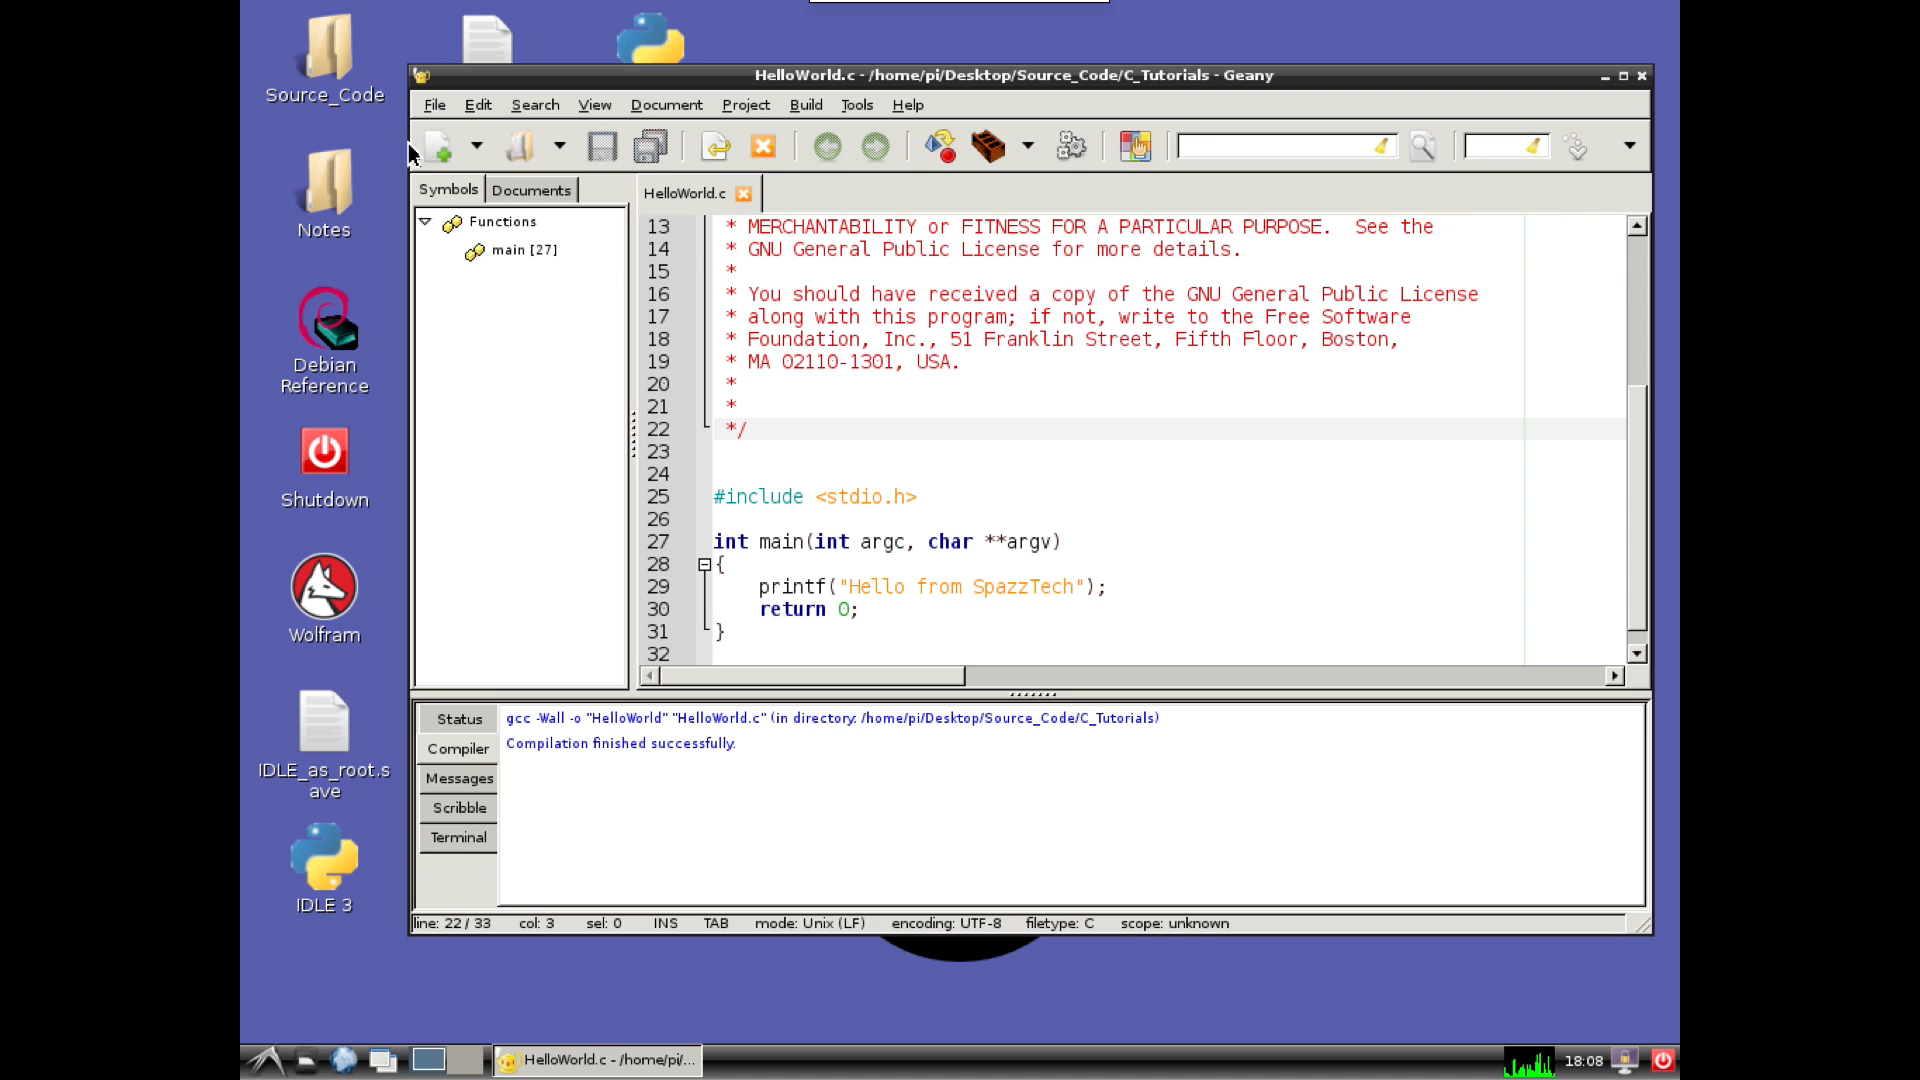 Source_Code
Notes
Debian
Reference
Shutdown
Wolfram
IDLE_as_root.s
ave
IDLE 3
HelloWorld.c - /home/pi/Desktop/Source_Code/C_Tutorials - Geany
File Edit Search View Document Project Build Tools Help
Symbols Documents
Functions
main [27]
HelloWorld.c
13 * MERCHANTABILITY or FITNESS FOR A PARTICULAR PURPOSE.  See the
14 * GNU General Public License for more details.
15 *
16 * You should have received a copy of the GNU General Public License
17 * along with this program; if not, write to the Free Software
18 * Foundation, Inc., 51 Franklin Street, Fifth Floor, Boston,
19 * MA 02110-1301, USA.
20 *
21 *
22 */
23
24
25 #include <stdio.h>
26
27 int main(int argc, char **argv)
28 {
29     printf("Hello from SpazzTech");
30     return 0;
31 }
32
Status
Compiler
Messages
Scribble
Terminal
gcc -Wall -o "HelloWorld" "HelloWorld.c" (in directory: /home/pi/Desktop/Source_Code/C_Tutorials)
Compilation finished successfully.
line: 22 / 33 col: 3 sel: 0 INS TAB mode: Unix (LF) encoding: UTF-8 filetype: C scope: unknown
HelloWorld.c - /home/pi/...
18:08